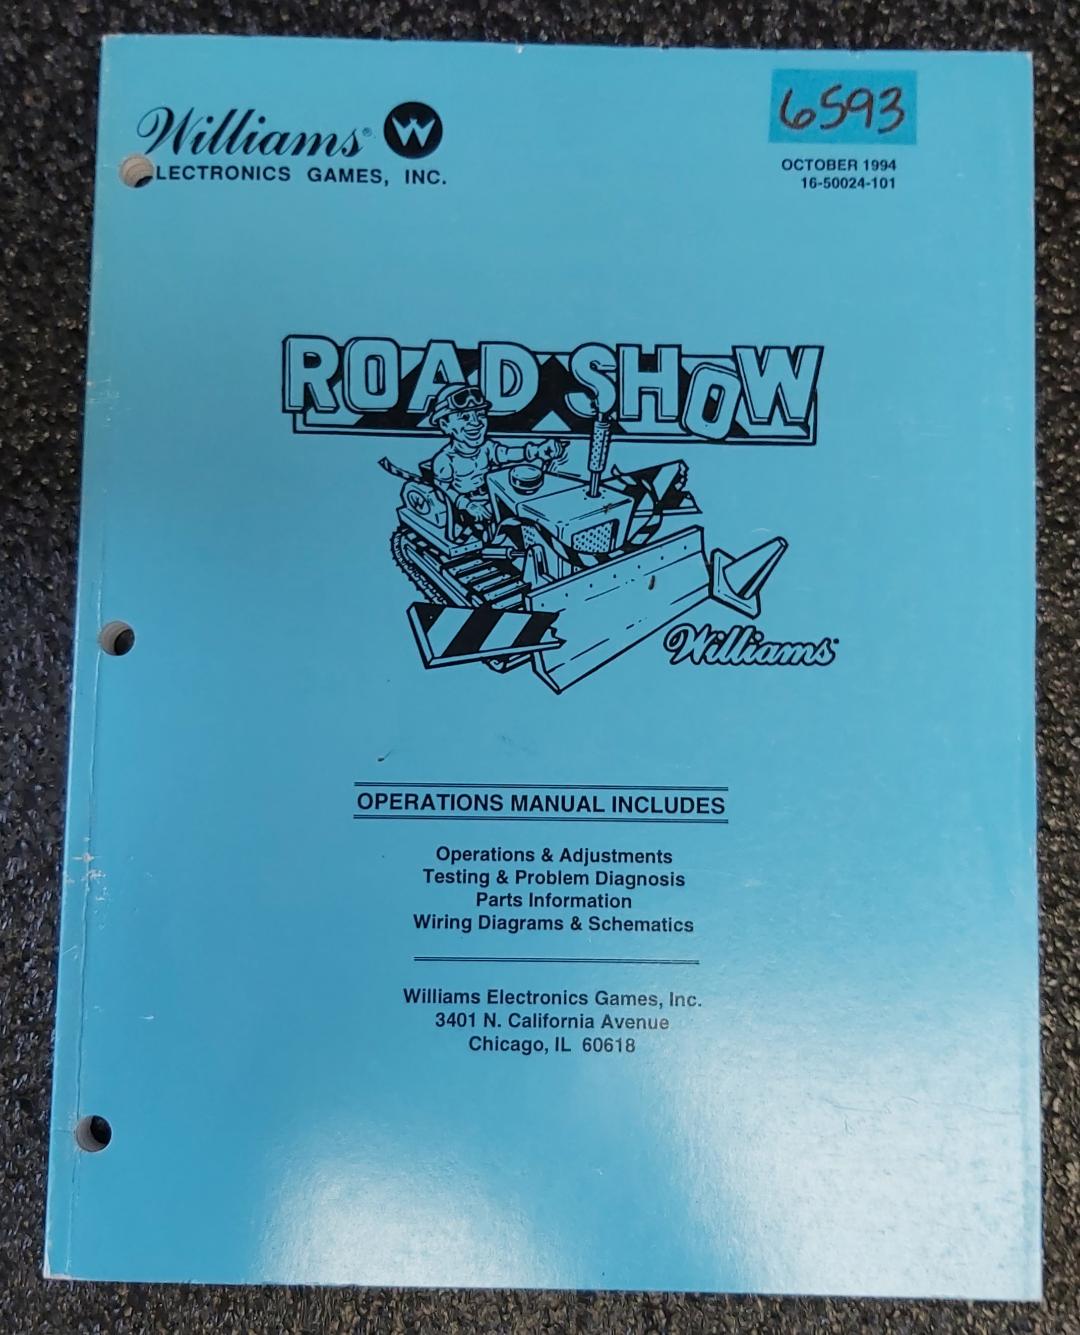 Williams®
LECTRONICS GAMES, INC.
6593
OCTOBER 1994
16-50024-101
ROAD SHOW
Williams
OPERATIONS MANUAL INCLUDES
Operations & Adjustments
Testing & Problem Diagnosis
Parts Information
Wiring Diagrams & Schematics
Williams Electronics Games, Inc.
3401 N. California Avenue
Chicago, IL 60618